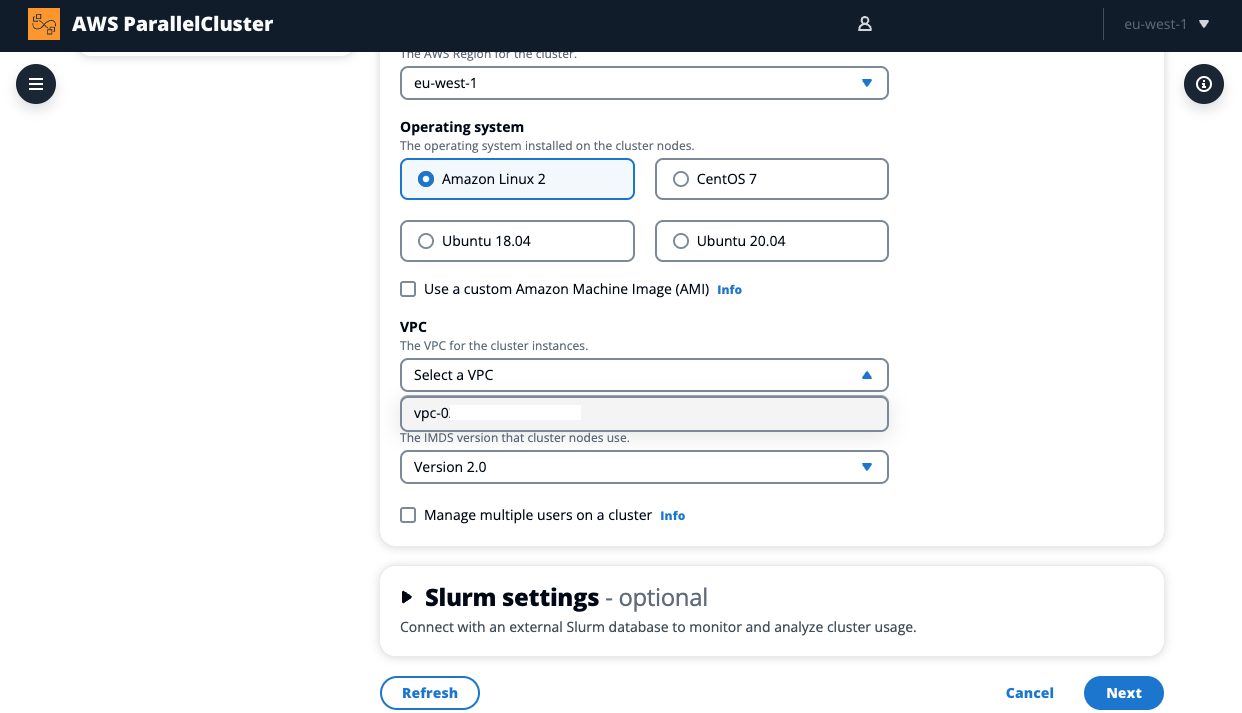 AWS ParallelCluster
eu-west-1
The AWS Region for the cluster.
eu-west-1
Operating system
The operating system installed on the cluster nodes.
Amazon Linux 2
CentOS 7
Ubuntu 18.04
Ubuntu 20.04
Use a custom Amazon Machine Image (AMI) Info
VPC
The VPC for the cluster instances.
Select a VPC
vpc-0
The IMDS version that cluster nodes use.
Version 2.0
Manage multiple users on a cluster Info
Slurm settings - optional
Connect with an external Slurm database to monitor and analyze cluster usage.
Refresh
Cancel
Next